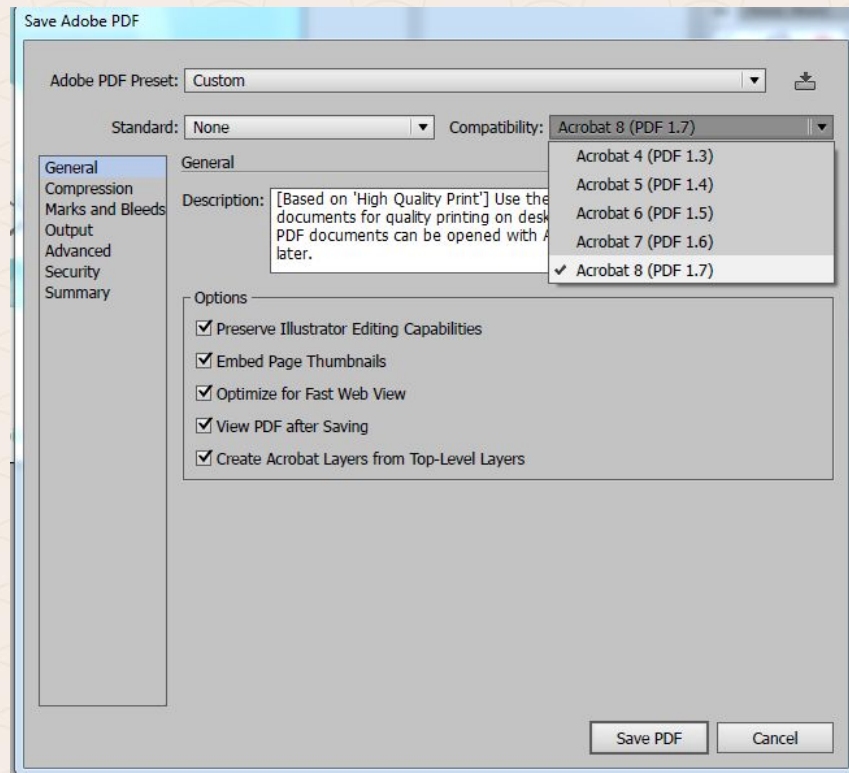 Save Adobe PDF
Adobe PDF Preset: Custom
Standard: None Compatibility: Acrobat 8 (PDF 1.7)
Acrobat 4 (PDF 1.3)
Acrobat 5 (PDF 1.4)
Acrobat 6 (PDF 1.5)
Acrobat 7 (PDF 1.6)
Acrobat 8 (PDF 1.7)
General
Compression
Marks and Bleeds
Output
Advanced
Security
Summary
General
Description: [Based on 'High Quality Print'] Use the
documents for quality printing on desk
PDF documents can be opened with A
later.
Options
Preserve Illustrator Editing Capabilities
Embed Page Thumbnails
Optimize for Fast Web View
View PDF after Saving
Create Acrobat Layers from Top-Level Layers
Save PDF Cancel